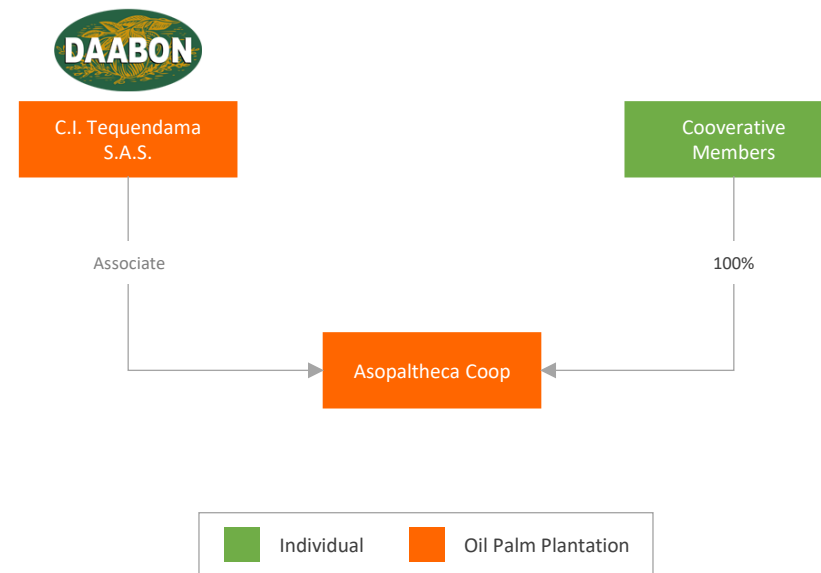 DAABON
C.I. Tequendama
S.A.S.
Cooverative
Members
Associate
100%
Asopaltheca Coop
Individual
Oil Palm Plantation